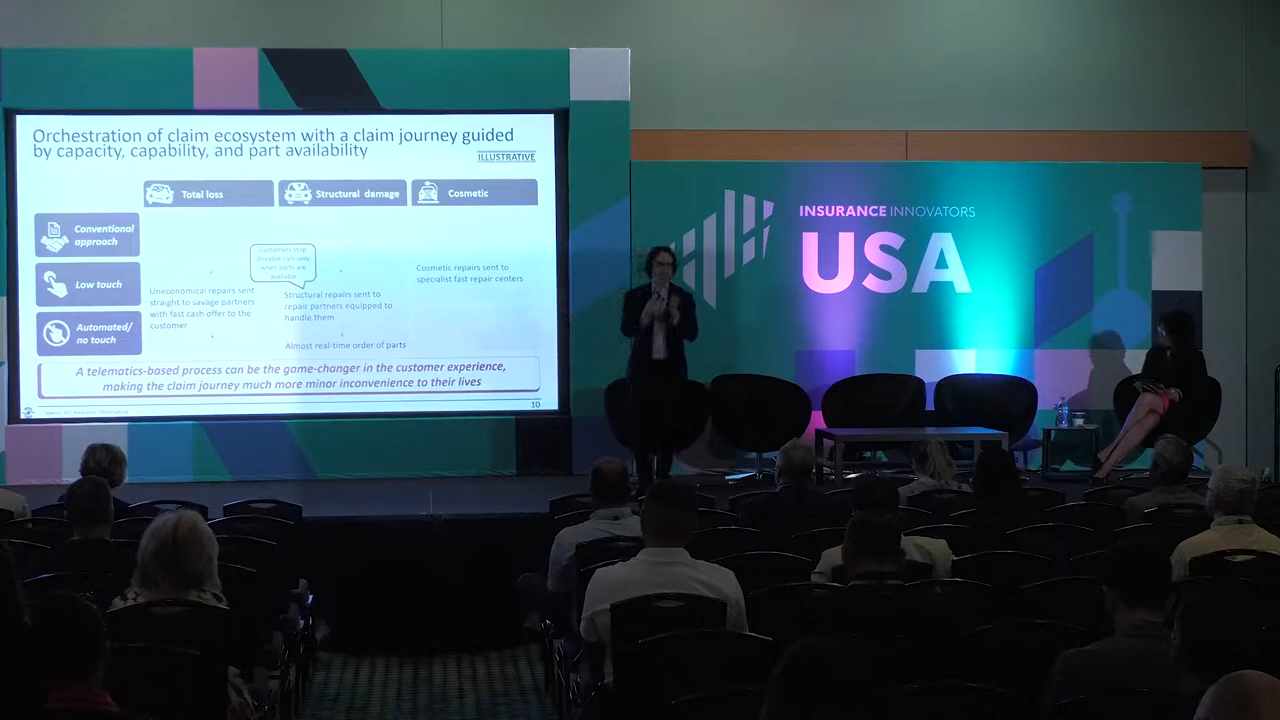 Orchestration of claim ecosystem with a claim journey guided
by capacity, capability, and part availability
ILLUSTRATIVE
Total loss
Structural damage
Cosmetic
Conventional
approach
Low touch
Automated/
no touch
Customers stop
drivable cars only
when parts are
available
Cosmetic repairs sent to
specialist fast repair centers
Uneconomical repairs sent
straight to savage partners
with fast cash offer to the
customer
Structural repairs sent to
repair partners equipped to
handle them
Almost real-time order of parts
A telematics-based process can be the game-changer in the customer experience,
making the claim journey much more minor inconvenience to their lives
Source: IoT Insurance Observatory
10
INSURANCE INNOVATORS
USA